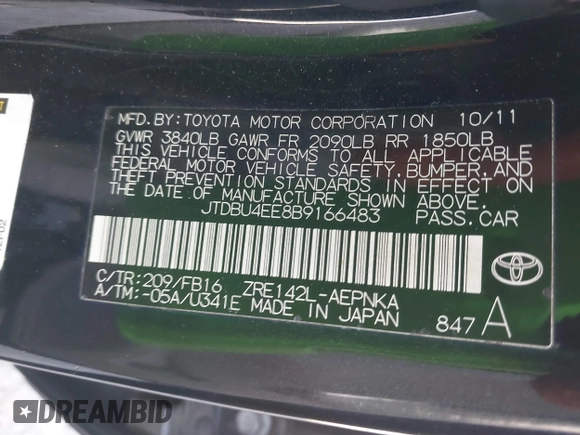 MFD. BY: TOYOTA MOTOR CORPORATION 10/11
GVWR 3840LB GAWR FR 2090LB RR 1850LB
THIS VEHICLE CONFORMS TO ALL APPLICABLE
FEDERAL MOTOR VEHICLE SAFETY, BUMPER, AND
THEFT PREVENTION STANDARDS IN EFFECT ON
THE DATE OF MANUFACTURE SHOWN ABOVE.
JTDBU4EE8B9166483 PASS.CAR
C/TR: 209/FB16 ZRE142L-AEPNKA
A/TM: -05A/U341E MADE IN JAPAN 847 A
TOYOTA
DREAMBID